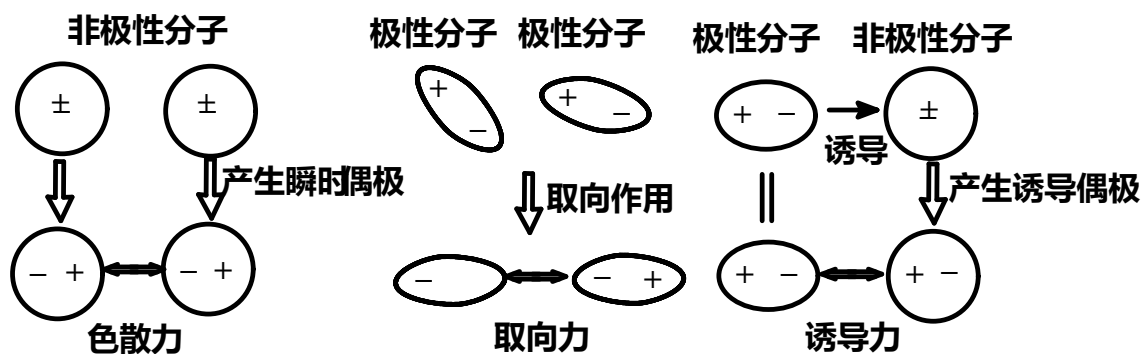 非极性分子
± ±
产生瞬时偶极
− + − +
色散力
极性分子 极性分子
+ − + −
取向作用
− − +
取向力
极性分子 非极性分子
+ − ±
诱导
产生诱导偶极
+ − + −
诱导力